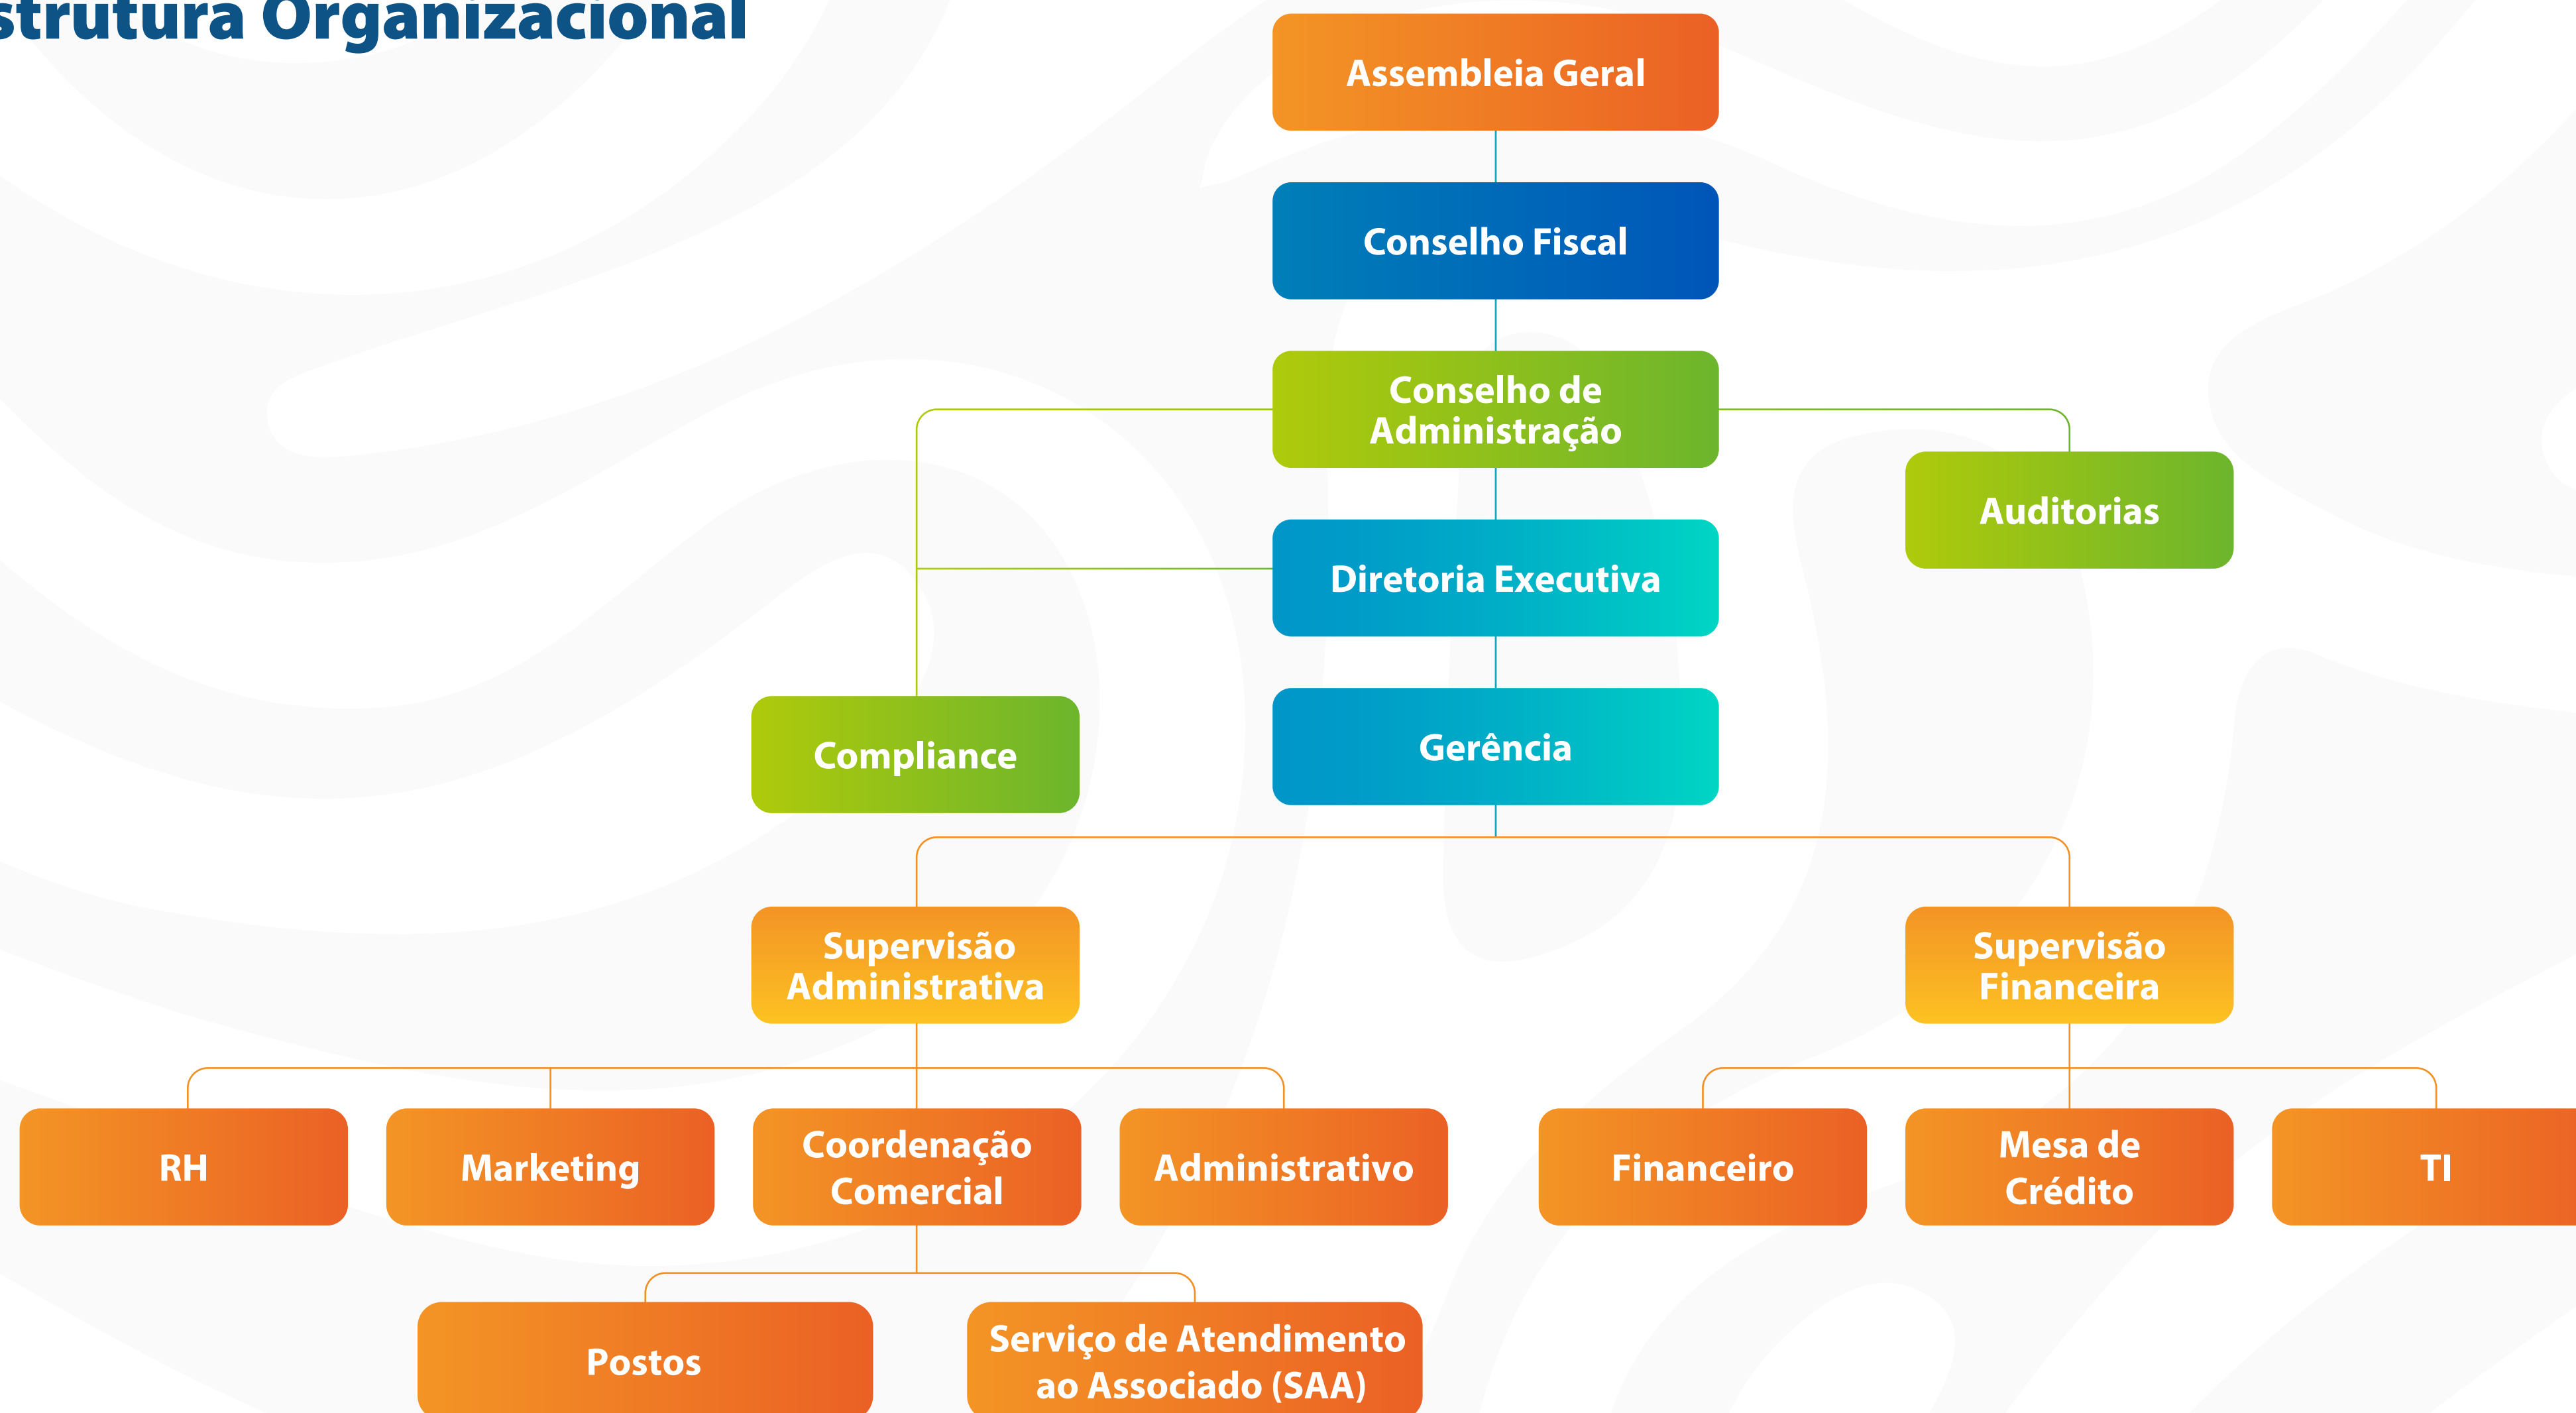 strutura Organizacional
Assembleia Geral
Conselho Fiscal
Conselho de
Administração
Auditorias
Diretoria Executiva
Gerência
Compliance
Supervisão
Administrativa
Supervisão
Financeira
RH
Marketing
Coordenação
Comercial
Administrativo
Financeiro
Mesa de
Crédito
TI
Postos
Serviço de Atendimento
ao Associado (SAA)